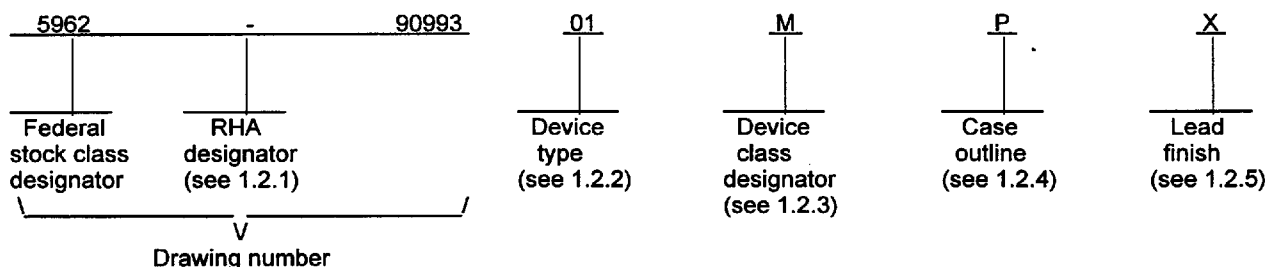 5962 - 90993 01 M P X
Federal stock class designator
RHA designator (see 1.2.1)
Device type (see 1.2.2)
Device class designator (see 1.2.3)
Case outline (see 1.2.4)
Lead finish (see 1.2.5)
\ /
V
Drawing number